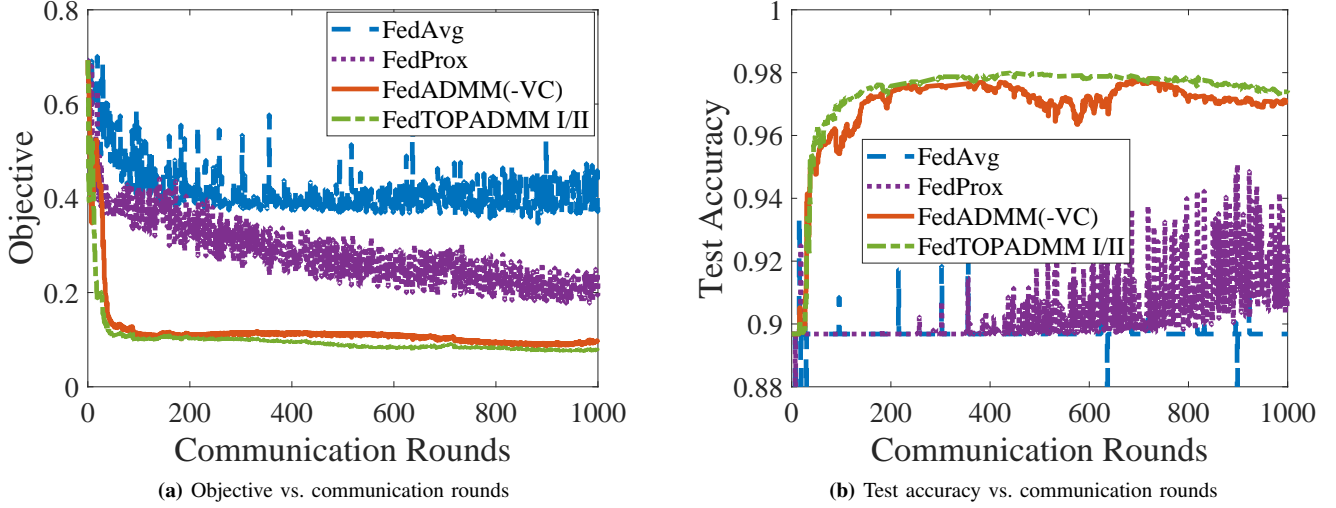 Objective
0.8
0.6
0.4
0.2
0
0 200 400 600 800 1000
Communication Rounds
FedAvg
FedProx
FedADMM(-VC)
FedTOPADMM I/II
(a) Objective vs. communication rounds
Test Accuracy
1
0.98
0.96
0.94
0.92
0.9
0.88
0 200 400 600 800 1000
Communication Rounds
FedAvg
FedProx
FedADMM(-VC)
FedTOPADMM I/II
(b) Test accuracy vs. communication rounds